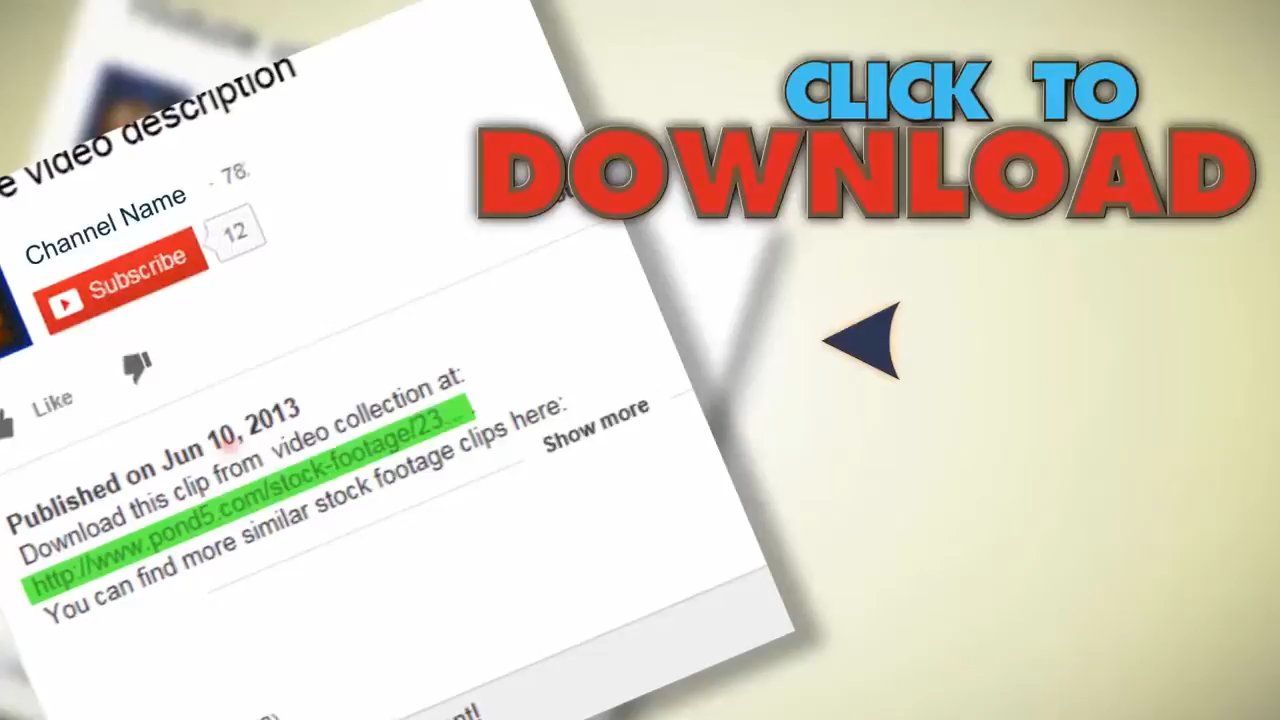 CLICK TO
DOWNLOAD
e video description
Channel Name
78
Subscribe
12
Like
Published on Jun 10, 2013
Download this clip from video collection at:
http://www.pond5.com/stock-footage/23...
You can find more similar stock footage clips here:
Show more